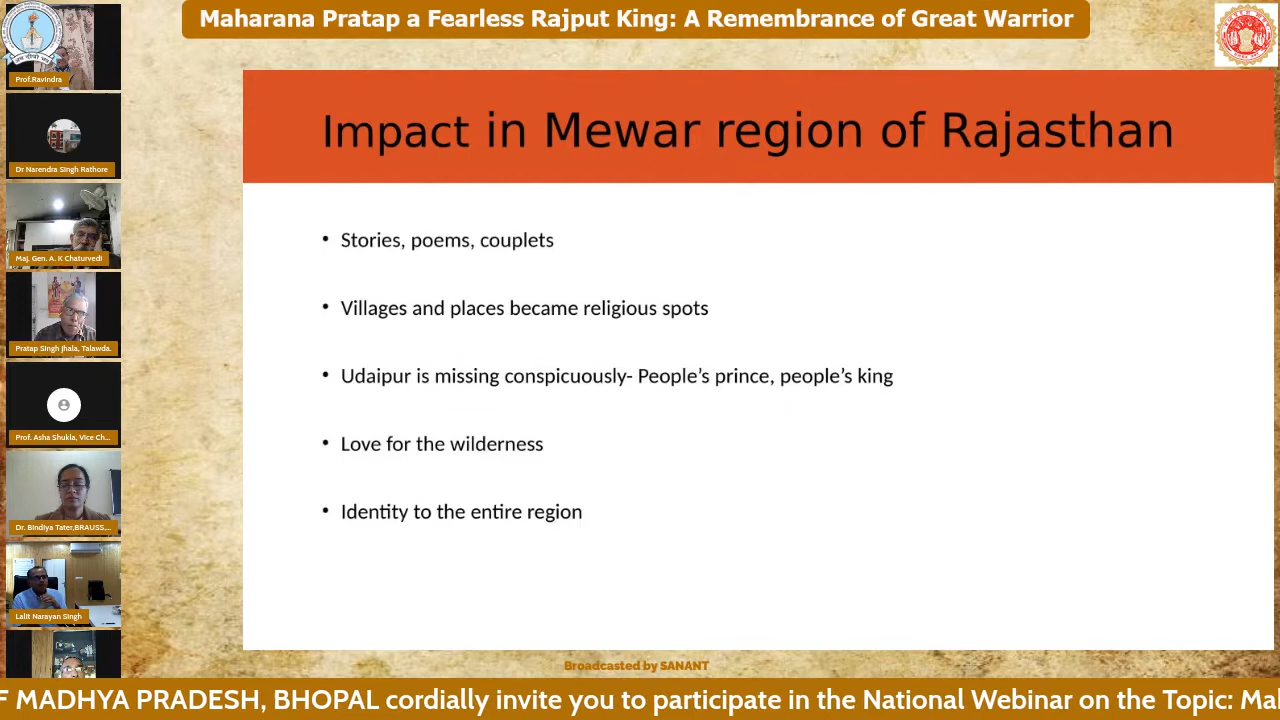 Maharana Pratap a Fearless Rajput King: A Remembrance of Great Warrior
Prof.Ravindra
Dr Narendra Singh Rathore
Maj. Gen. A. K Chaturvedi
Pratap Singh Jhala, Talawda.
Prof. Asha Shukla, Vice Ch...
Dr. Bindiya Tater,BRAUSS,...
Lalit Narayan Singh
Impact in Mewar region of Rajasthan
• Stories, poems, couplets
• Villages and places became religious spots
• Udaipur is missing conspicuously- People’s prince, people’s king
• Love for the wilderness
• Identity to the entire region
Broadcasted by SANANT
F MADHYA PRADESH, BHOPAL cordially invite you to participate in the National Webinar on the Topic: Mah